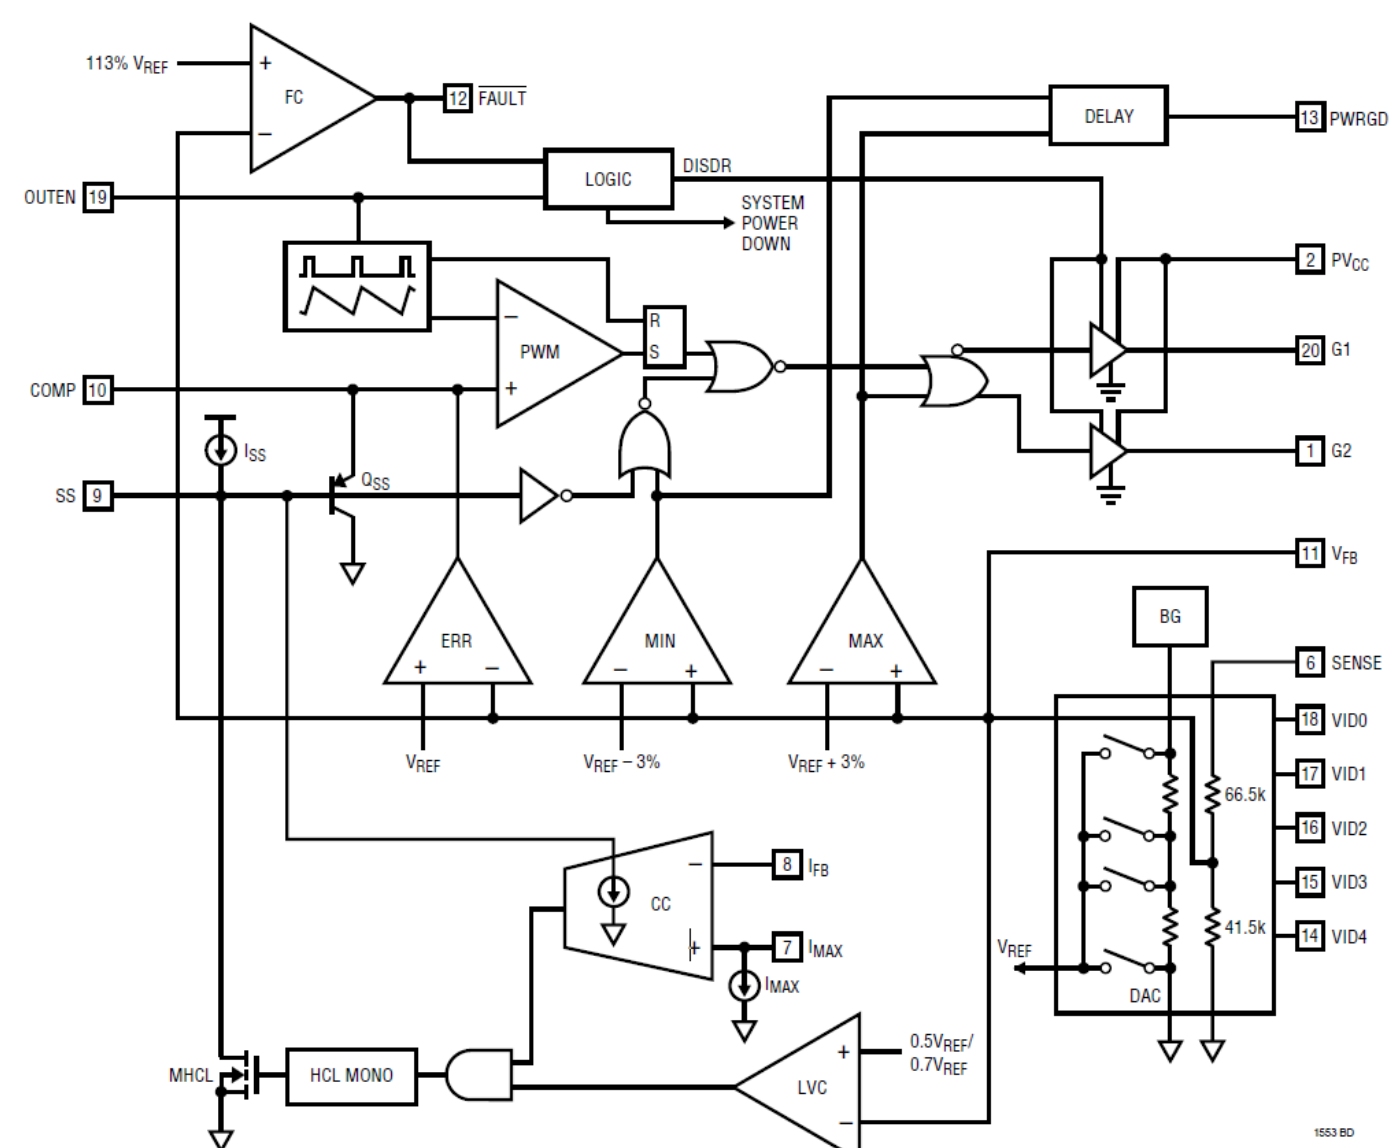 113% VREF
+
FC
−
12
FAULT
DELAY
13
PWRGD
OUTEN
19
LOGIC
DISDR
SYSTEM
POWER
DOWN
2
PVCC
−
PWM
+
R
S
20
G1
COMP
10
ISS
QSS
SS
9
1
G2
11
VFB
ERR
+
−
MIN
−
+
MAX
−
+
BG
6
SENSE
VREF
VREF – 3%
VREF + 3%
18
VID0
17
VID1
66.5k
16
VID2
15
VID3
41.5k
14
VID4
VREF
DAC
−
8
IFB
CC
+
7
IMAX
IMAX
+
0.5VREF/
0.7VREF
LVC
−
MHCL
HCL MONO
1553 BD